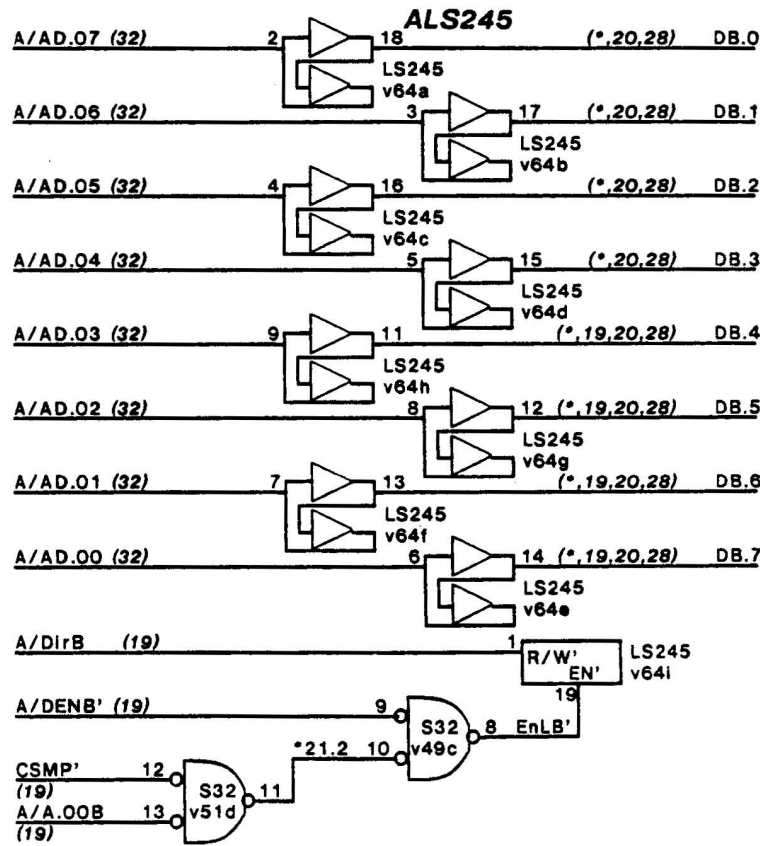 ALS245
A/AD.07 (32) 2 18 (*,20,28) DB.0
LS245
v64a
A/AD.06 (32) 3 17 (*,20,28) DB.1
LS245
v64b
A/AD.05 (32) 4 16 (*,20,28) DB.2
LS245
v64c
A/AD.04 (32) 5 15 (*,20,28) DB.3
LS245
v64d
A/AD.03 (32) 9 11 (*,19,20,28) DB.4
LS245
v64h
A/AD.02 (32) 8 12 (*,19,20,28) DB.5
LS245
v64g
A/AD.01 (32) 7 13 (*,19,20,28) DB.6
LS245
v64f
A/AD.00 (32) 6 14 (*,19,20,28) DB.7
LS245
v64e
A/DirB (19) 1 R/W' LS245
EN' v64i
19
A/DENB' (19) 9 S32 8 EnLB'
*21.2 10 v49c
CSMP' 12
(19) S32 11
A/A.00B 13 v51d
(19)